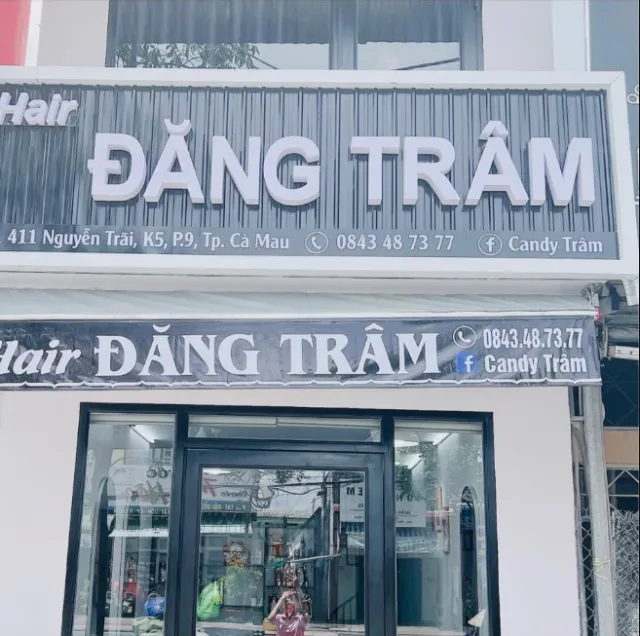 Hair
ĐĂNG TRÂM
411 Nguyễn Trãi, K5, P.9, Tp. Cà Mau 0843 48 73 77 f Candy Trâm
Hair ĐĂNG TRÂM 0843.48.73.77
f Candy Trâm